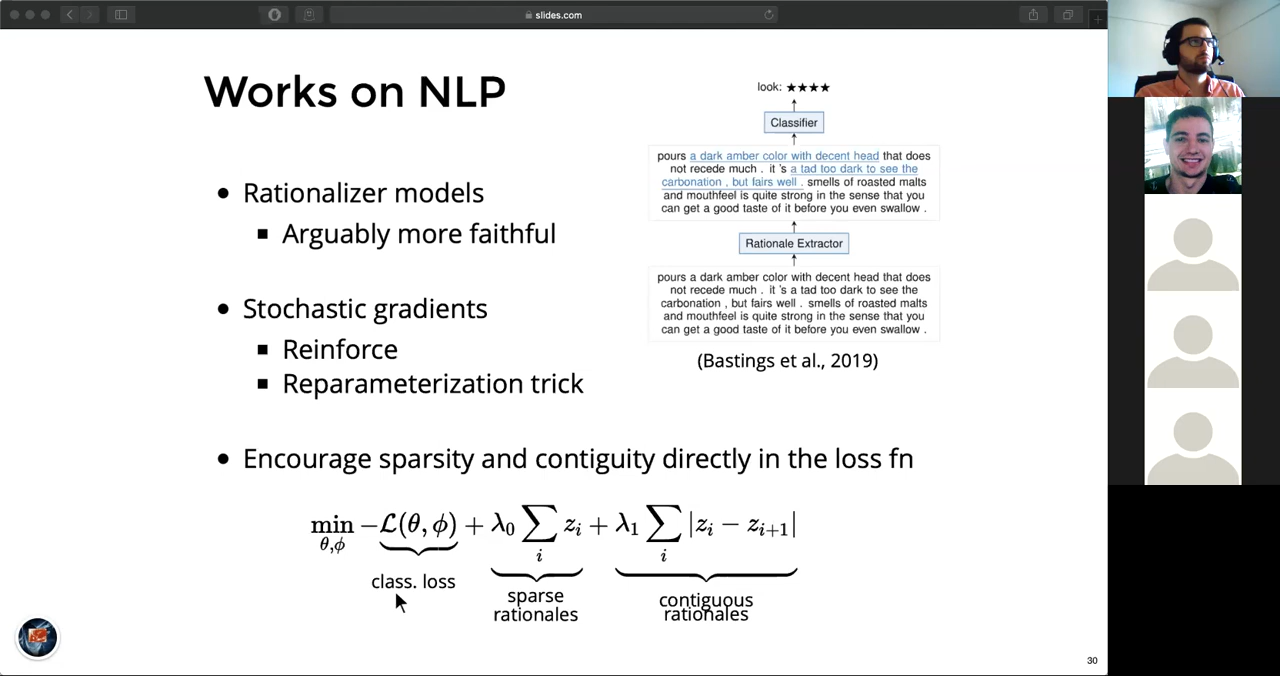 slides.com
Works on NLP
Rationalizer models
Arguably more faithful
Stochastic gradients
Reinforce
Reparameterization trick
look: ★★★★
Classifier
pours a dark amber color with decent head that does
not recede much . it 's a tad too dark to see the
carbonation , but fairs well . smells of roasted malts
and mouthfeel is quite strong in the sense that you
can get a good taste of it before you even swallow .
Rationale Extractor
pours a dark amber color with decent head that does
not recede much . it 's a tad too dark to see the
carbonation , but fairs well . smells of roasted malts
and mouthfeel is quite strong in the sense that you
can get a good taste of it before you even swallow .
(Bastings et al., 2019)
Encourage sparsity and contiguity directly in the loss fn
min θ,ϕ −ℒ(θ, ϕ) + λ₀ ∑ᵢ zᵢ + λ₁ ∑ᵢ |zᵢ − zᵢ₊₁|
class. loss
sparse
rationales
contiguous
rationales
30